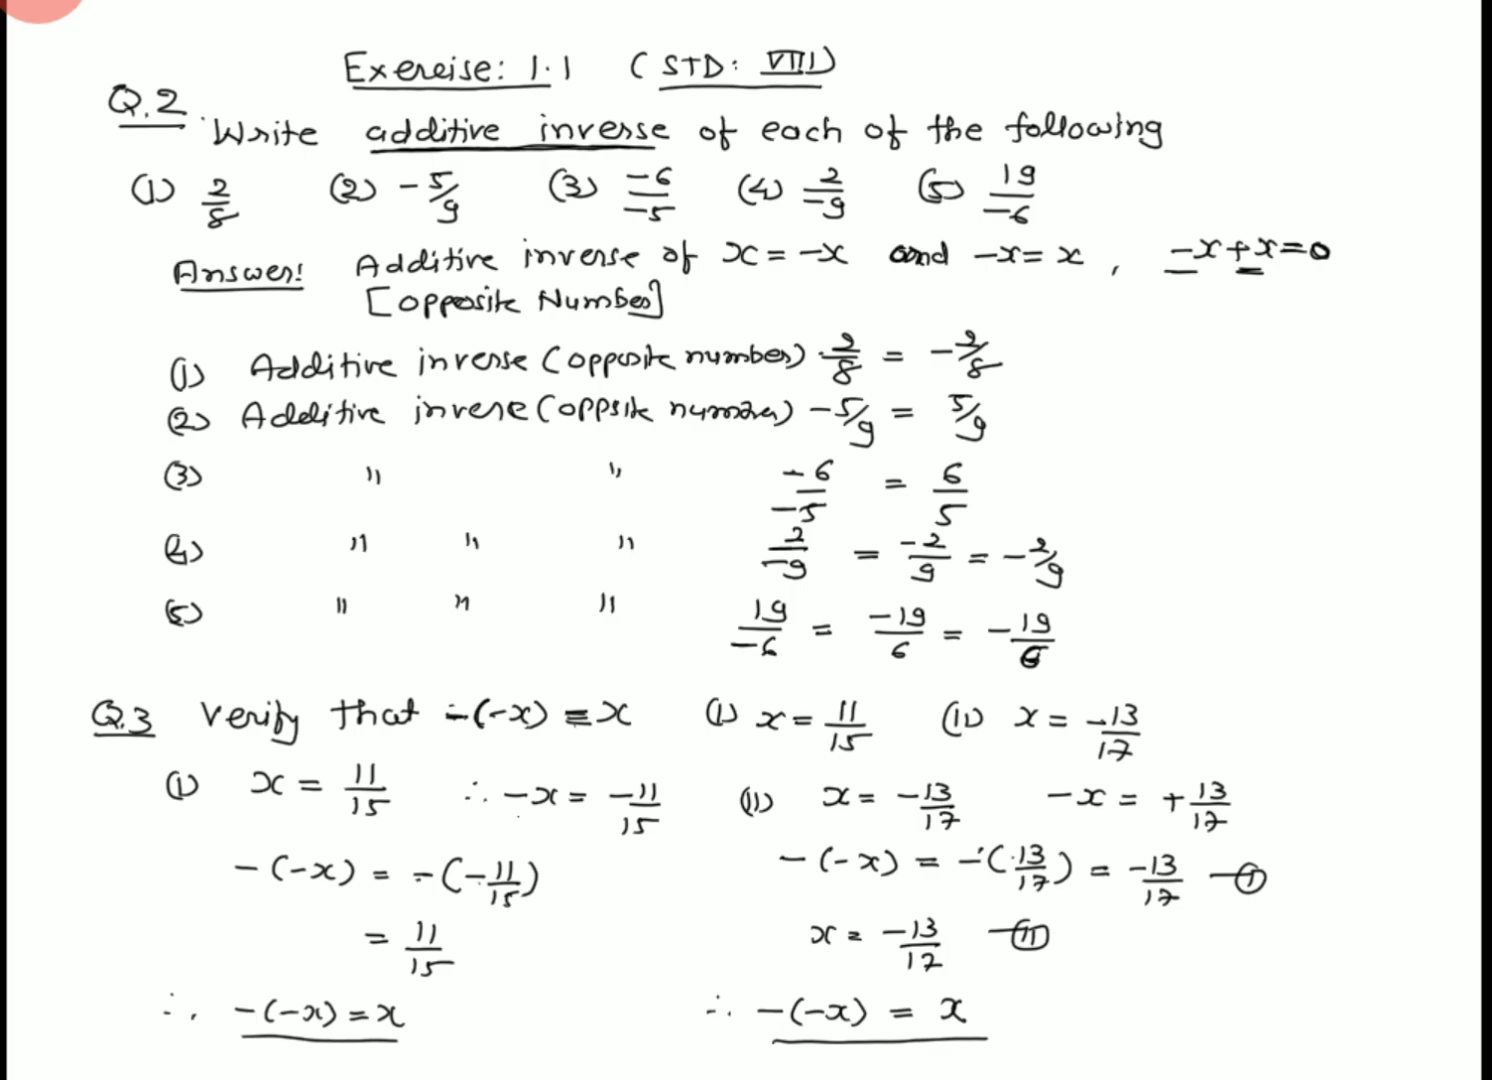 Exercise: 1.1 (STD: VIII)
Q.2 Write additive inverse of each of the following
(1) 2/8 (2) -5/9 (3) -6/-5 (4) 2/-9 (5) 19/-6
Answer: Additive inverse of x = -x and -x = x, -x+x=0
[opposite Number]
(1) Additive inverse (opposite number) 2/8 = -2/8
(2) Additive inverse (oppsite number) -5/9 = 5/9
(3) " " -6/-5 = 6/5
(4) " " " 2/-9 = -2/9 = -2/9
(5) " " " 19/-6 = -19/6 = -19/6
Q.3 Verify that -(-x) = x (i) x = 11/15 (ii) x = -13/17
(i) x = 11/15 ∴ -x = -11/15 (ii) x = -13/17 -x = +13/17
-(-x) = -(-11/15) -(-x) = -(13/17) = -13/17 — I
= 11/15 x = -13/17 — II
∴ -(-x) = x ∴ -(-x) = x